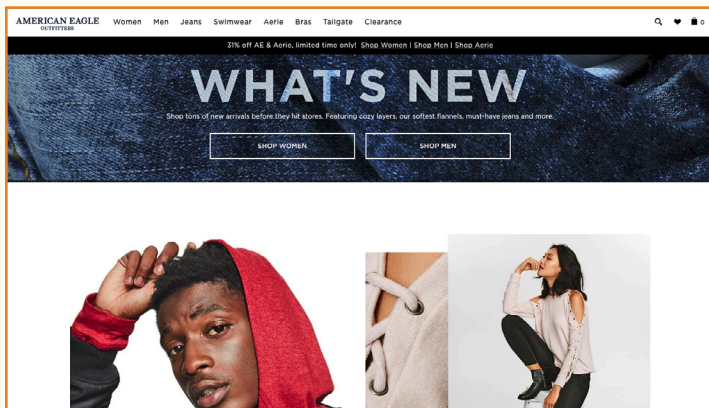 AMERICAN EAGLE
OUTFITTERS
Women Men Jeans Swimwear Aerie Bras Tailgate Clearance
0
31% off AE & Aerie, limited time only! Shop Women | Shop Men | Shop Aerie
WHAT'S NEW
Shop tons of new arrivals before they hit stores. Featuring cozy layers, our softest flannels, must-have jeans and more.
SHOP WOMEN
SHOP MEN